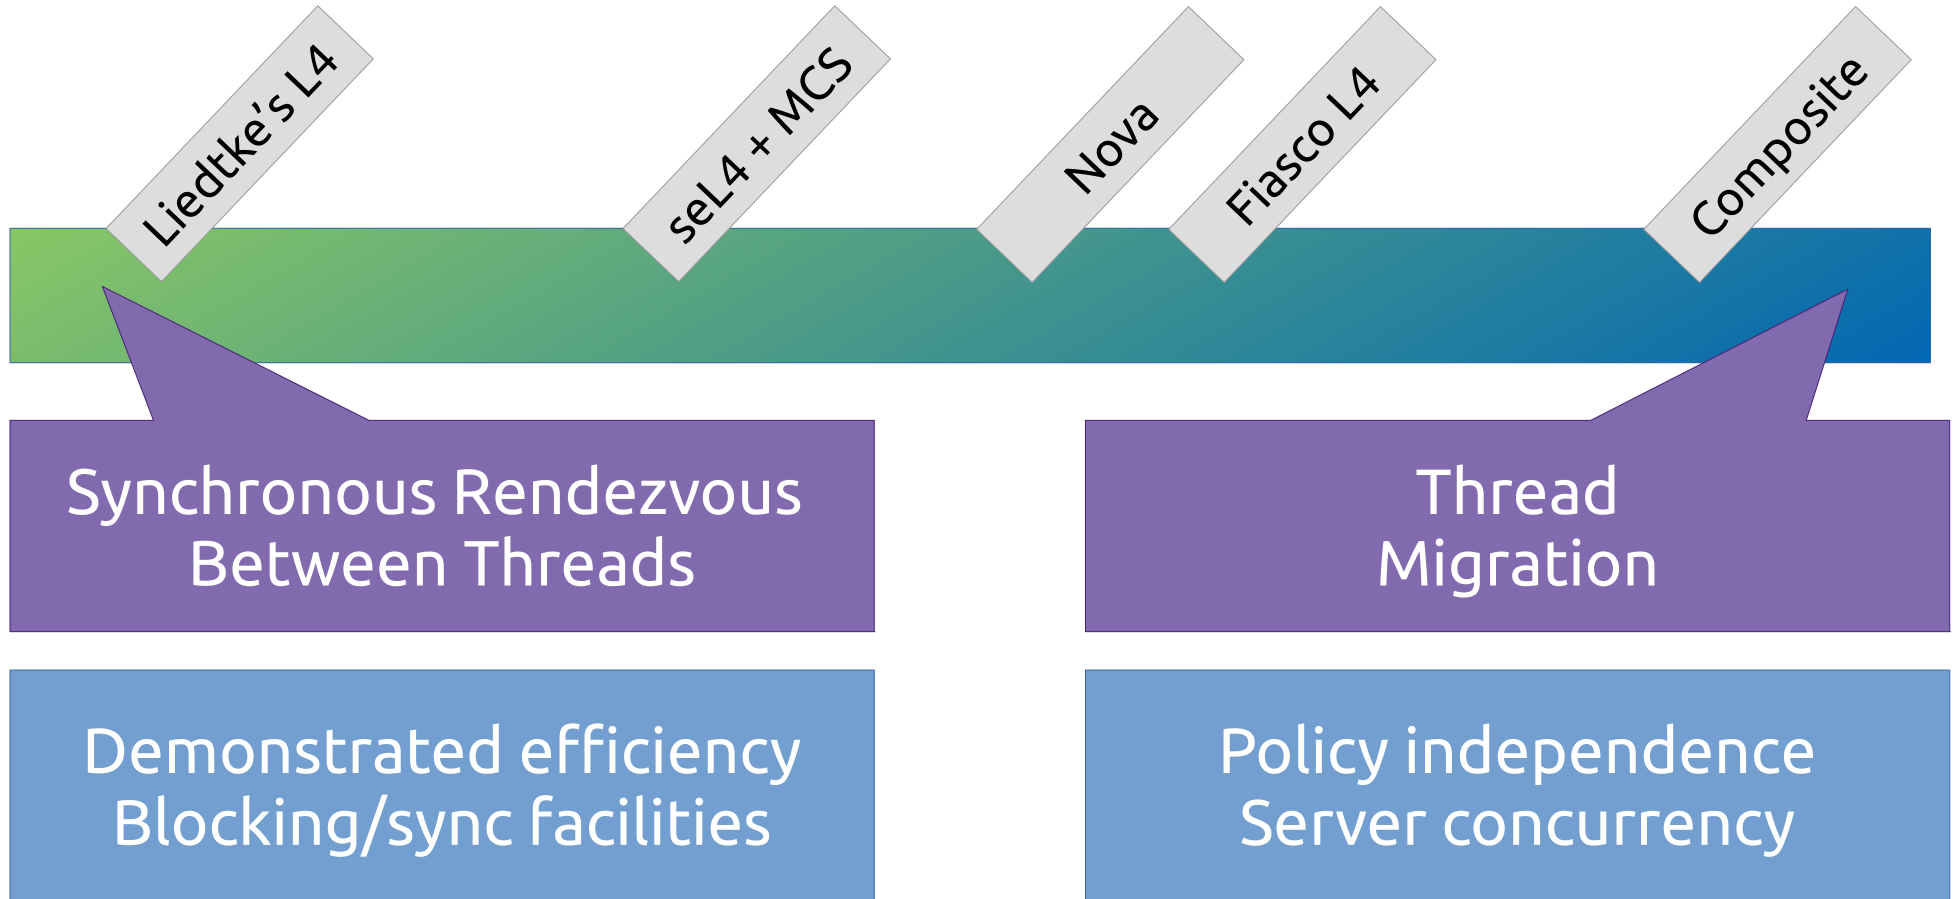 Liedtke's L4
seL4 + MCS
Nova
Fiasco L4
Composite
Synchronous Rendezvous
Between Threads
Thread
Migration
Demonstrated efficiency
Blocking/sync facilities
Policy independence
Server concurrency